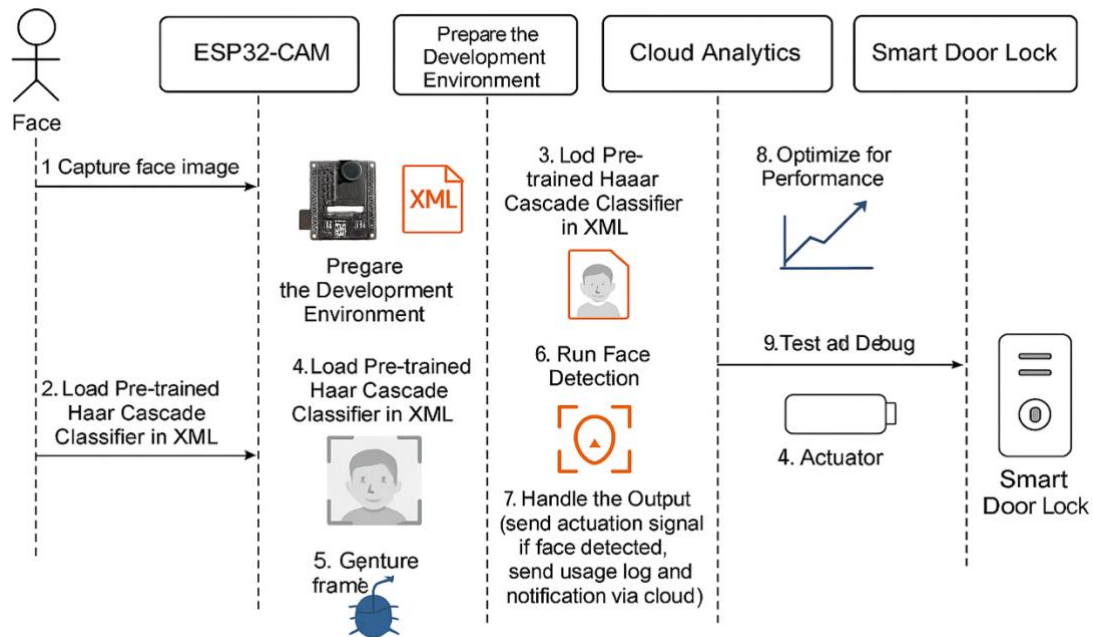 ESP32-CAM
Prepare the
Development
Environment
Cloud Analytics
Smart Door Lock
Face
1 Capture face image
XML
Pregare
the Developrment
Environment
3. Lod Pre-
trained Haaar
Cascade Classifier
in XML
8. Optimize for
Performance
2. Load Pre-trained
Haar Cascade
Classifier in XML
4. Load Pre-trained
Haar Cascade
Classifier in XML
5. Genture
frame
6. Run Face
Detection
7. Handle the Output
(send actuation signal
if face detected,
send usage log and
notification via cloud)
9. Test ad Debug
4. Actuator
Smart
Door Lock